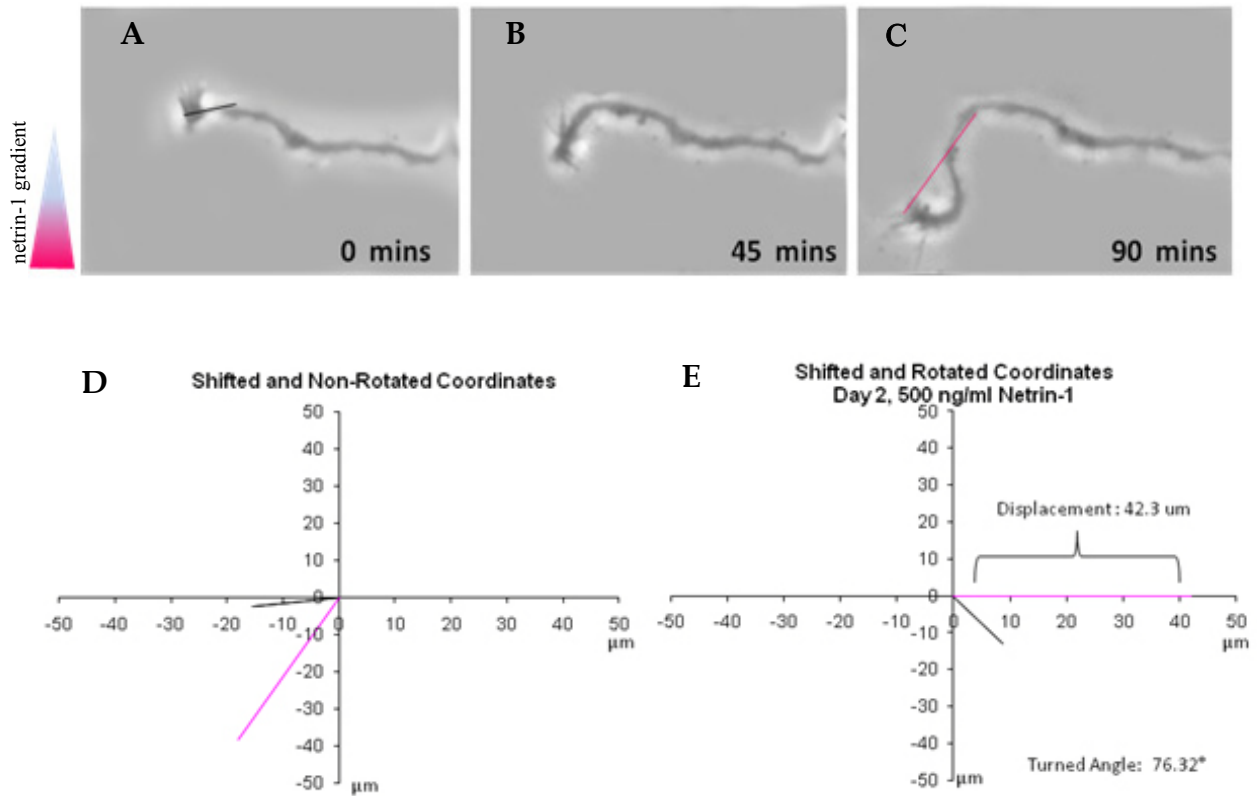 A
B
C
netrin-1 gradient
0 mins
45 mins
90 mins
D
Shifted and Non-Rotated Coordinates
50
40
30
20
10
0
-50 -40 -30 -20 -10 0 10 20 30 40 50
µm
-10
-20
-30
-40
-50
µm
E
Shifted and Rotated Coordinates
Day 2, 500 ng/ml Netrin-1
50
40
30
20
10
0
Displacement : 42.3 um
-50 -40 -30 -20 -10 0 10 20 30 40 50
µm
-10
-20
-30
-40
-50
µm
Turned Angle: 76.32°